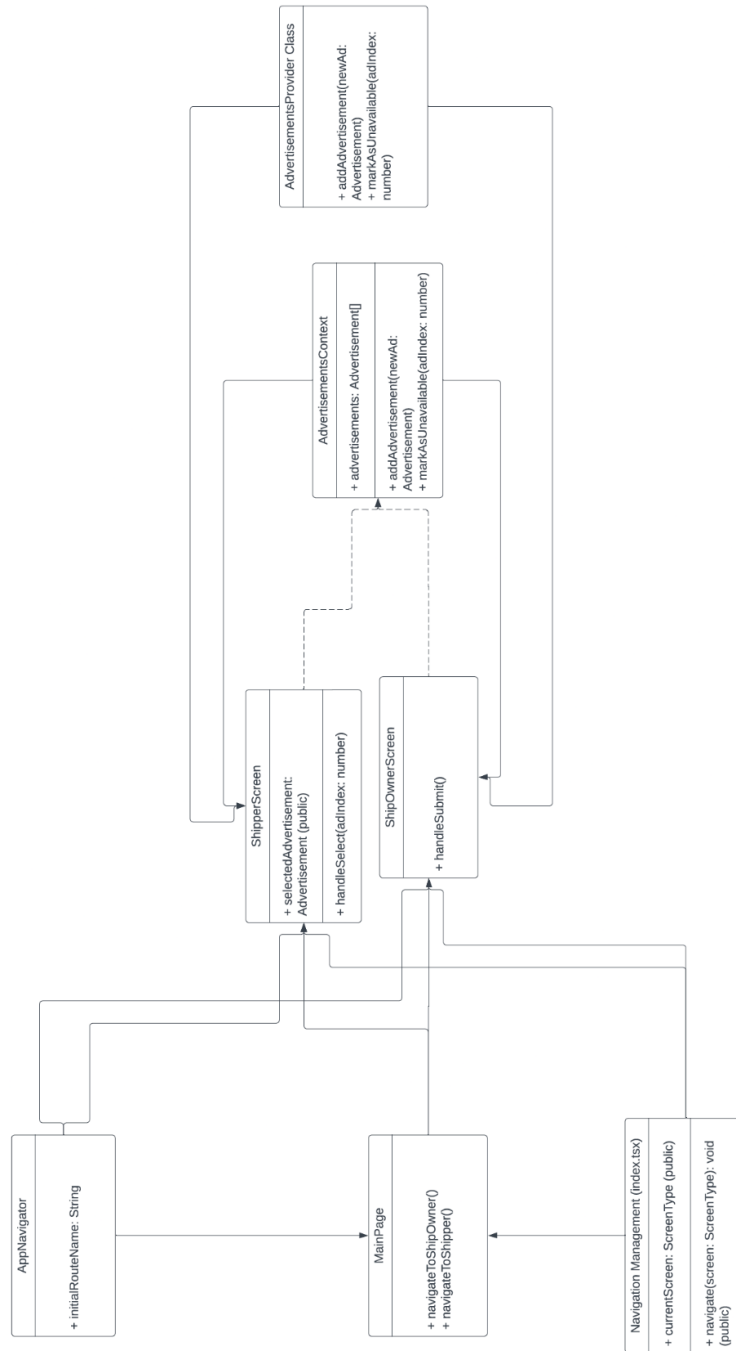 AppNavigator
+ initialRouteName: String
MainPage
+ navigateToShipOwner()
+ navigateToShipper()
Navigation Management (index.tsx)
+ currentScreen: ScreenType (public)
+ navigate(screen: ScreenType): void
(public)
ShipperScreen
+ selectedAdvertisement:
Advertisement (public)
+ handleSelect(adIndex: number)
ShipOwnerScreen
+ handleSubmit()
AdvertisementsContext
+ advertisements: Advertisement[]
+ addAdvertisement(newAd:
Advertisement)
+ markAsUnavailable(adIndex: number)
AdvertisementsProvider Class
+ addAdvertisement(newAd:
Advertisement)
+ markAsUnavailable(adIndex:
number)